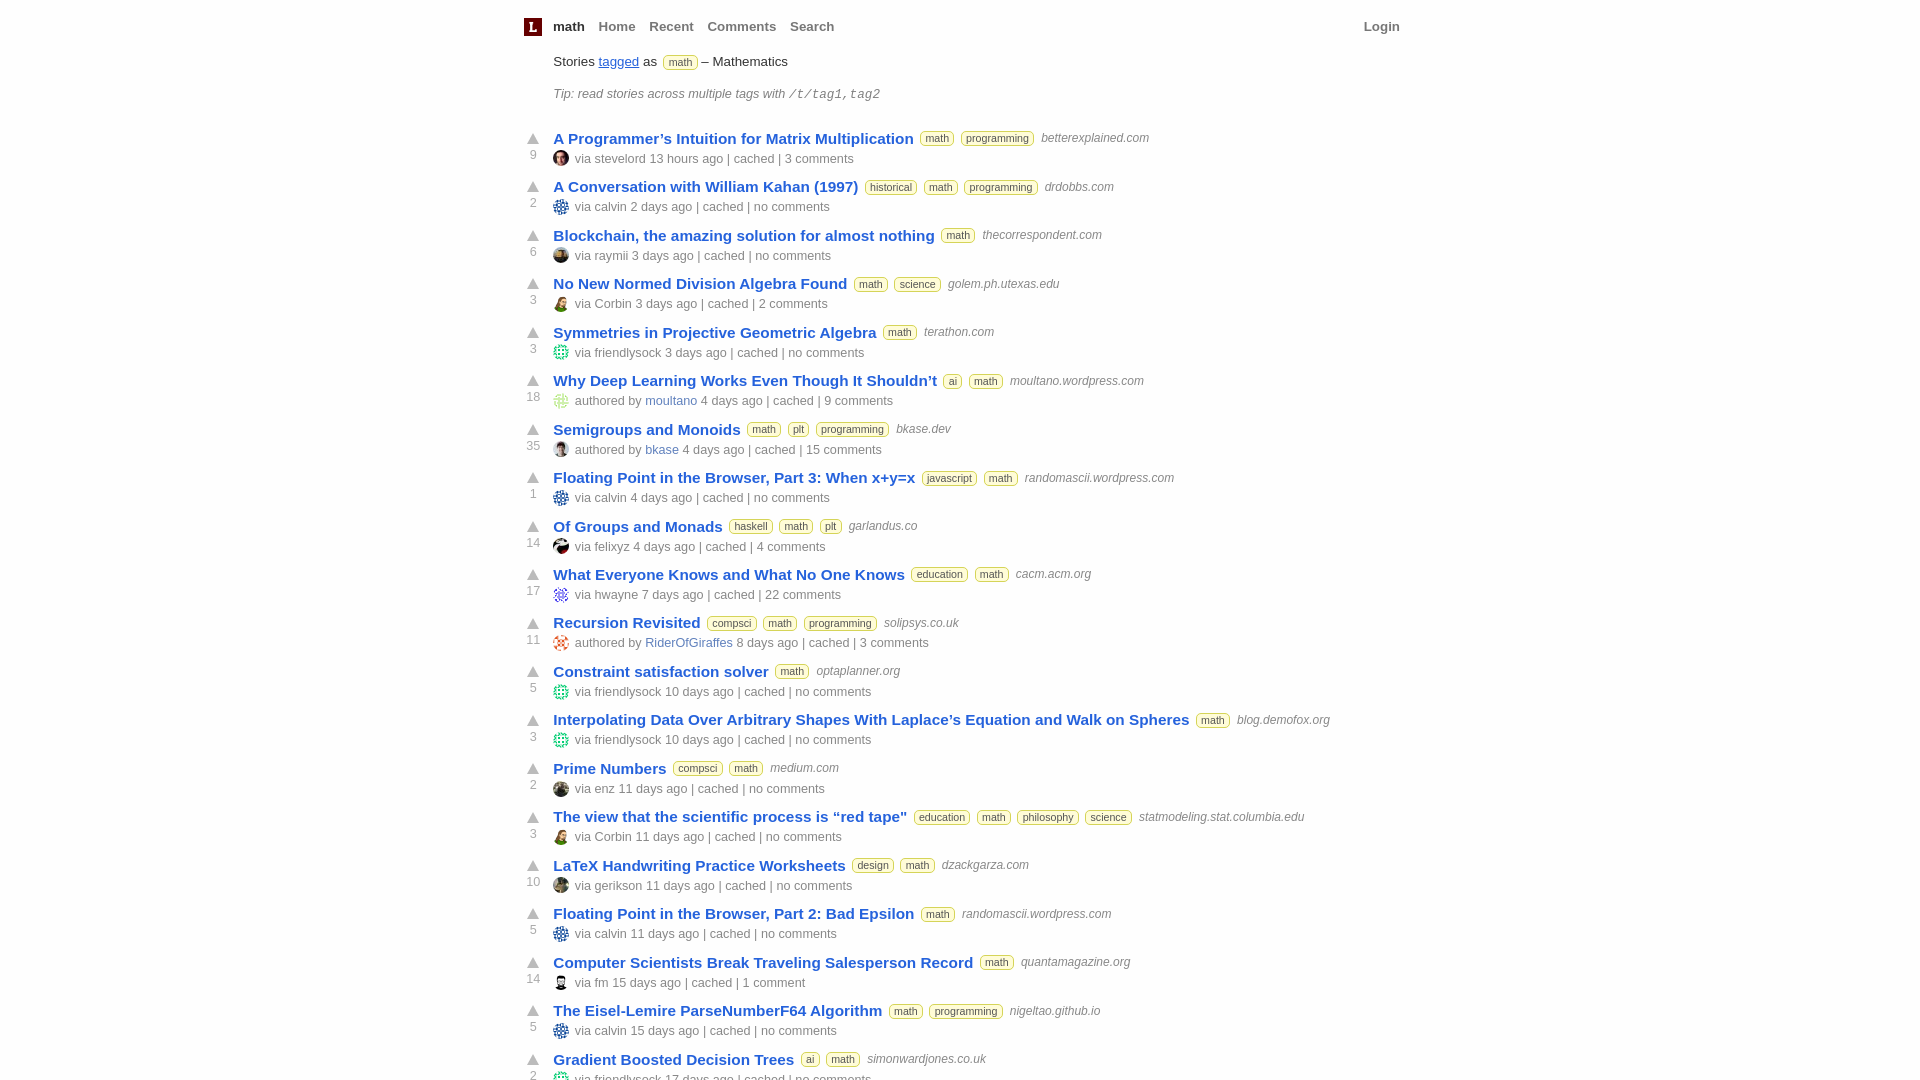 L math Home Recent Comments Search Login
Stories tagged as math – Mathematics
Tip: read stories across multiple tags with /t/tag1,tag2
A Programmer’s Intuition for Matrix Multiplication math programming betterexplained.com
9 via stevelord 13 hours ago | cached | 3 comments
A Conversation with William Kahan (1997) historical math programming drdobbs.com
2 via calvin 2 days ago | cached | no comments
Blockchain, the amazing solution for almost nothing math thecorrespondent.com
6 via raymii 3 days ago | cached | no comments
No New Normed Division Algebra Found math science golem.ph.utexas.edu
3 via Corbin 3 days ago | cached | 2 comments
Symmetries in Projective Geometric Algebra math terathon.com
3 via friendlysock 3 days ago | cached | no comments
Why Deep Learning Works Even Though It Shouldn’t ai math moultano.wordpress.com
18 authored by moultano 4 days ago | cached | 9 comments
Semigroups and Monoids math plt programming bkase.dev
35 authored by bkase 4 days ago | cached | 15 comments
Floating Point in the Browser, Part 3: When x+y=x javascript math randomascii.wordpress.com
1 via calvin 4 days ago | cached | no comments
Of Groups and Monads haskell math plt garlandus.co
14 via felixyz 4 days ago | cached | 4 comments
What Everyone Knows and What No One Knows education math cacm.acm.org
17 via hwayne 7 days ago | cached | 22 comments
Recursion Revisited compsci math programming solipsys.co.uk
11 authored by RiderOfGiraffes 8 days ago | cached | 3 comments
Constraint satisfaction solver math optaplanner.org
5 via friendlysock 10 days ago | cached | no comments
Interpolating Data Over Arbitrary Shapes With Laplace’s Equation and Walk on Spheres math blog.demofox.org
3 via friendlysock 10 days ago | cached | no comments
Prime Numbers compsci math medium.com
2 via enz 11 days ago | cached | no comments
The view that the scientific process is “red tape" education math philosophy science statmodeling.stat.columbia.edu
3 via Corbin 11 days ago | cached | no comments
LaTeX Handwriting Practice Worksheets design math dzackgarza.com
10 via gerikson 11 days ago | cached | no comments
Floating Point in the Browser, Part 2: Bad Epsilon math randomascii.wordpress.com
5 via calvin 11 days ago | cached | no comments
Computer Scientists Break Traveling Salesperson Record math quantamagazine.org
14 via fm 15 days ago | cached | 1 comment
The Eisel-Lemire ParseNumberF64 Algorithm math programming nigeltao.github.io
5 via calvin 15 days ago | cached | no comments
Gradient Boosted Decision Trees ai math simonwardjones.co.uk
2 via friendlysock 17 days ago | cached | no comments